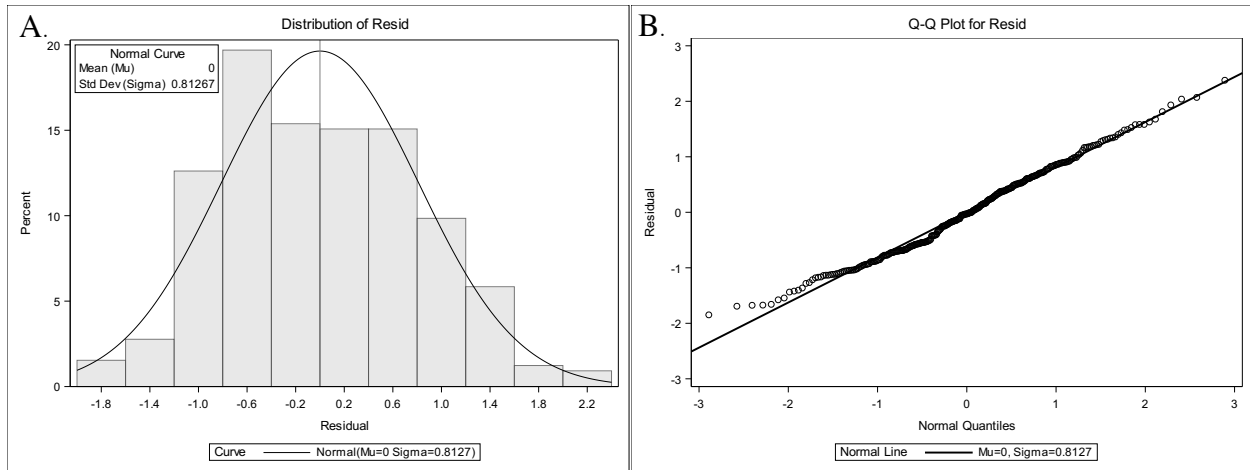 A.
Distribution of Resid
Normal Curve
Mean (Mu) 0
Std Dev (Sigma) 0.81267
20
15
10
5
0
Percent
-1.8 -1.4 -1.0 -0.6 -0.2 0.2 0.6 1.0 1.4 1.8 2.2
Residual
Curve Normal(Mu=0 Sigma=0.8127)
B.
Q-Q Plot for Resid
3
2
1
0
-1
-2
-3
Residual
-3 -2 -1 0 1 2 3
Normal Quantiles
Normal Line Mu=0, Sigma=0.8127